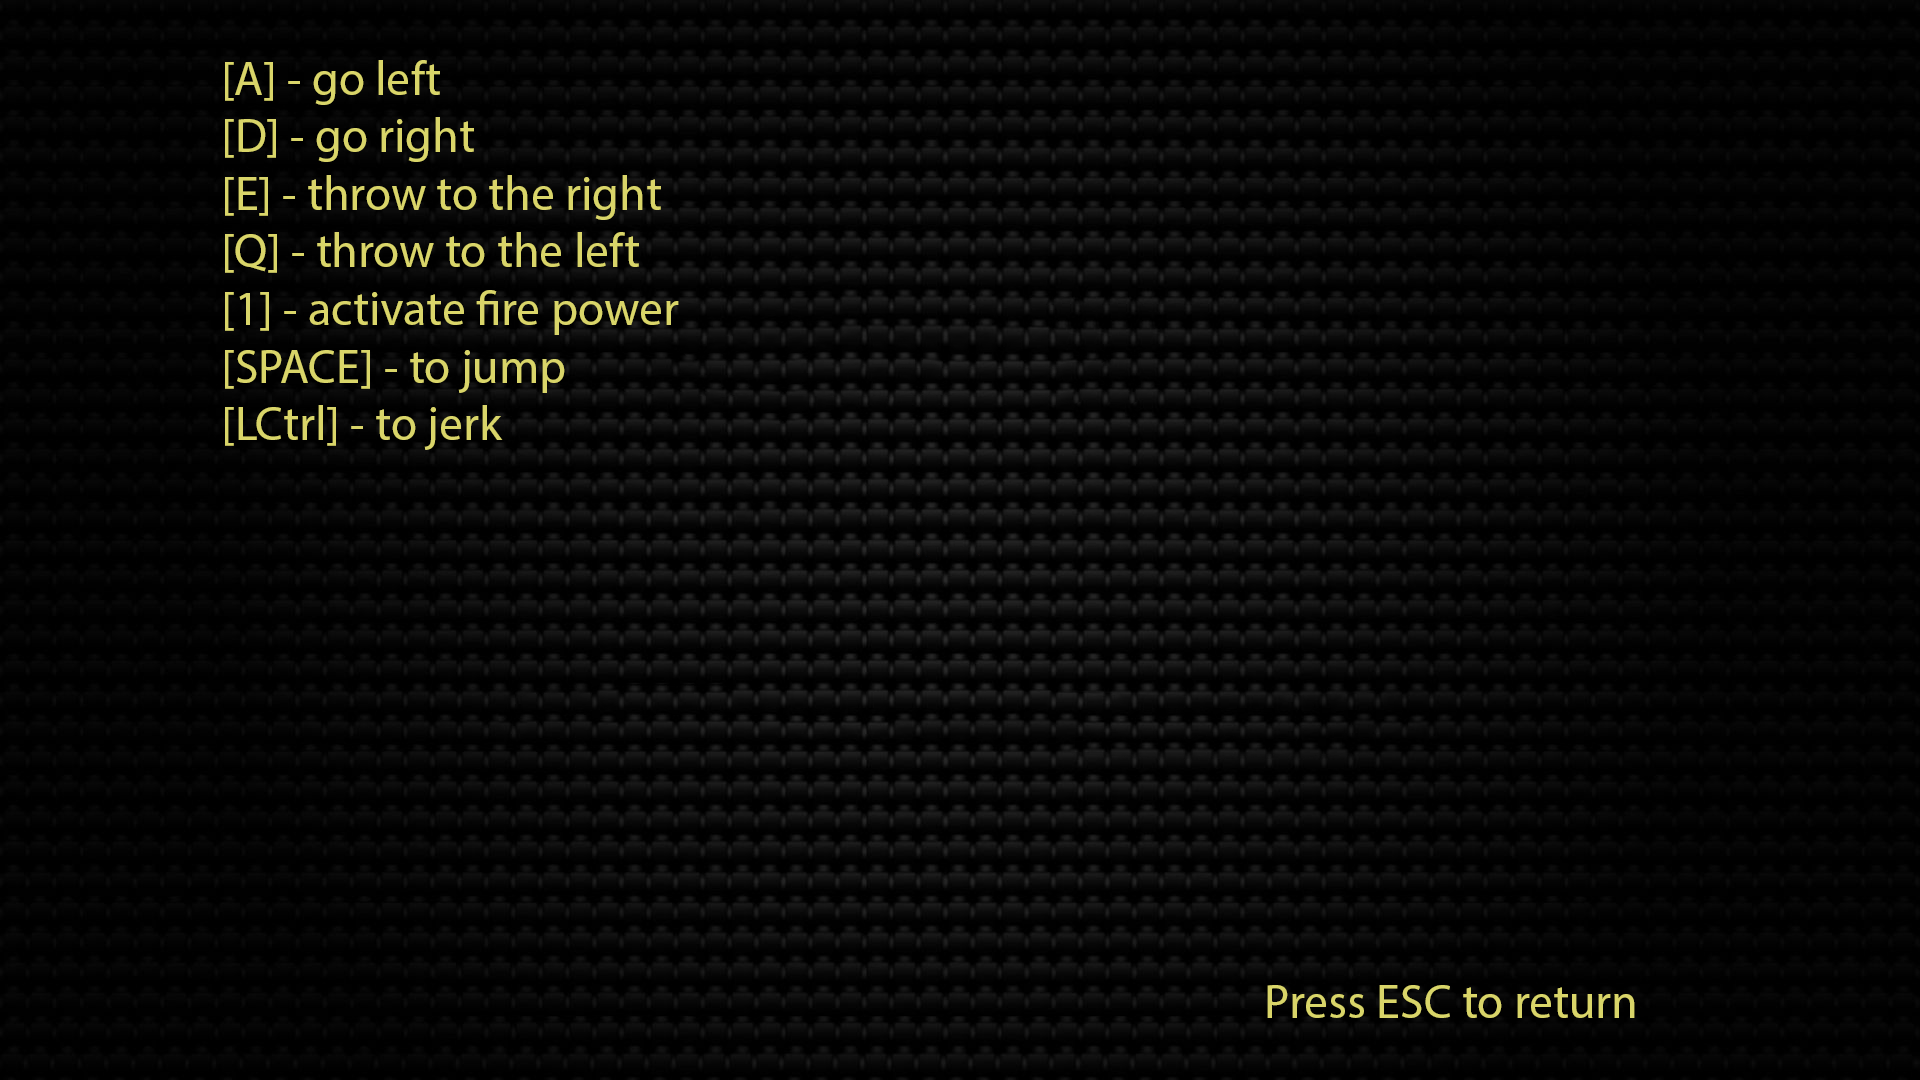 [A] - go left
[D] - go right
[E] - throw to the right
[Q] - throw to the left
[1] - activate fire power
[SPACE] - to jump
[LCtrl] - to jerk
Press ESC to return